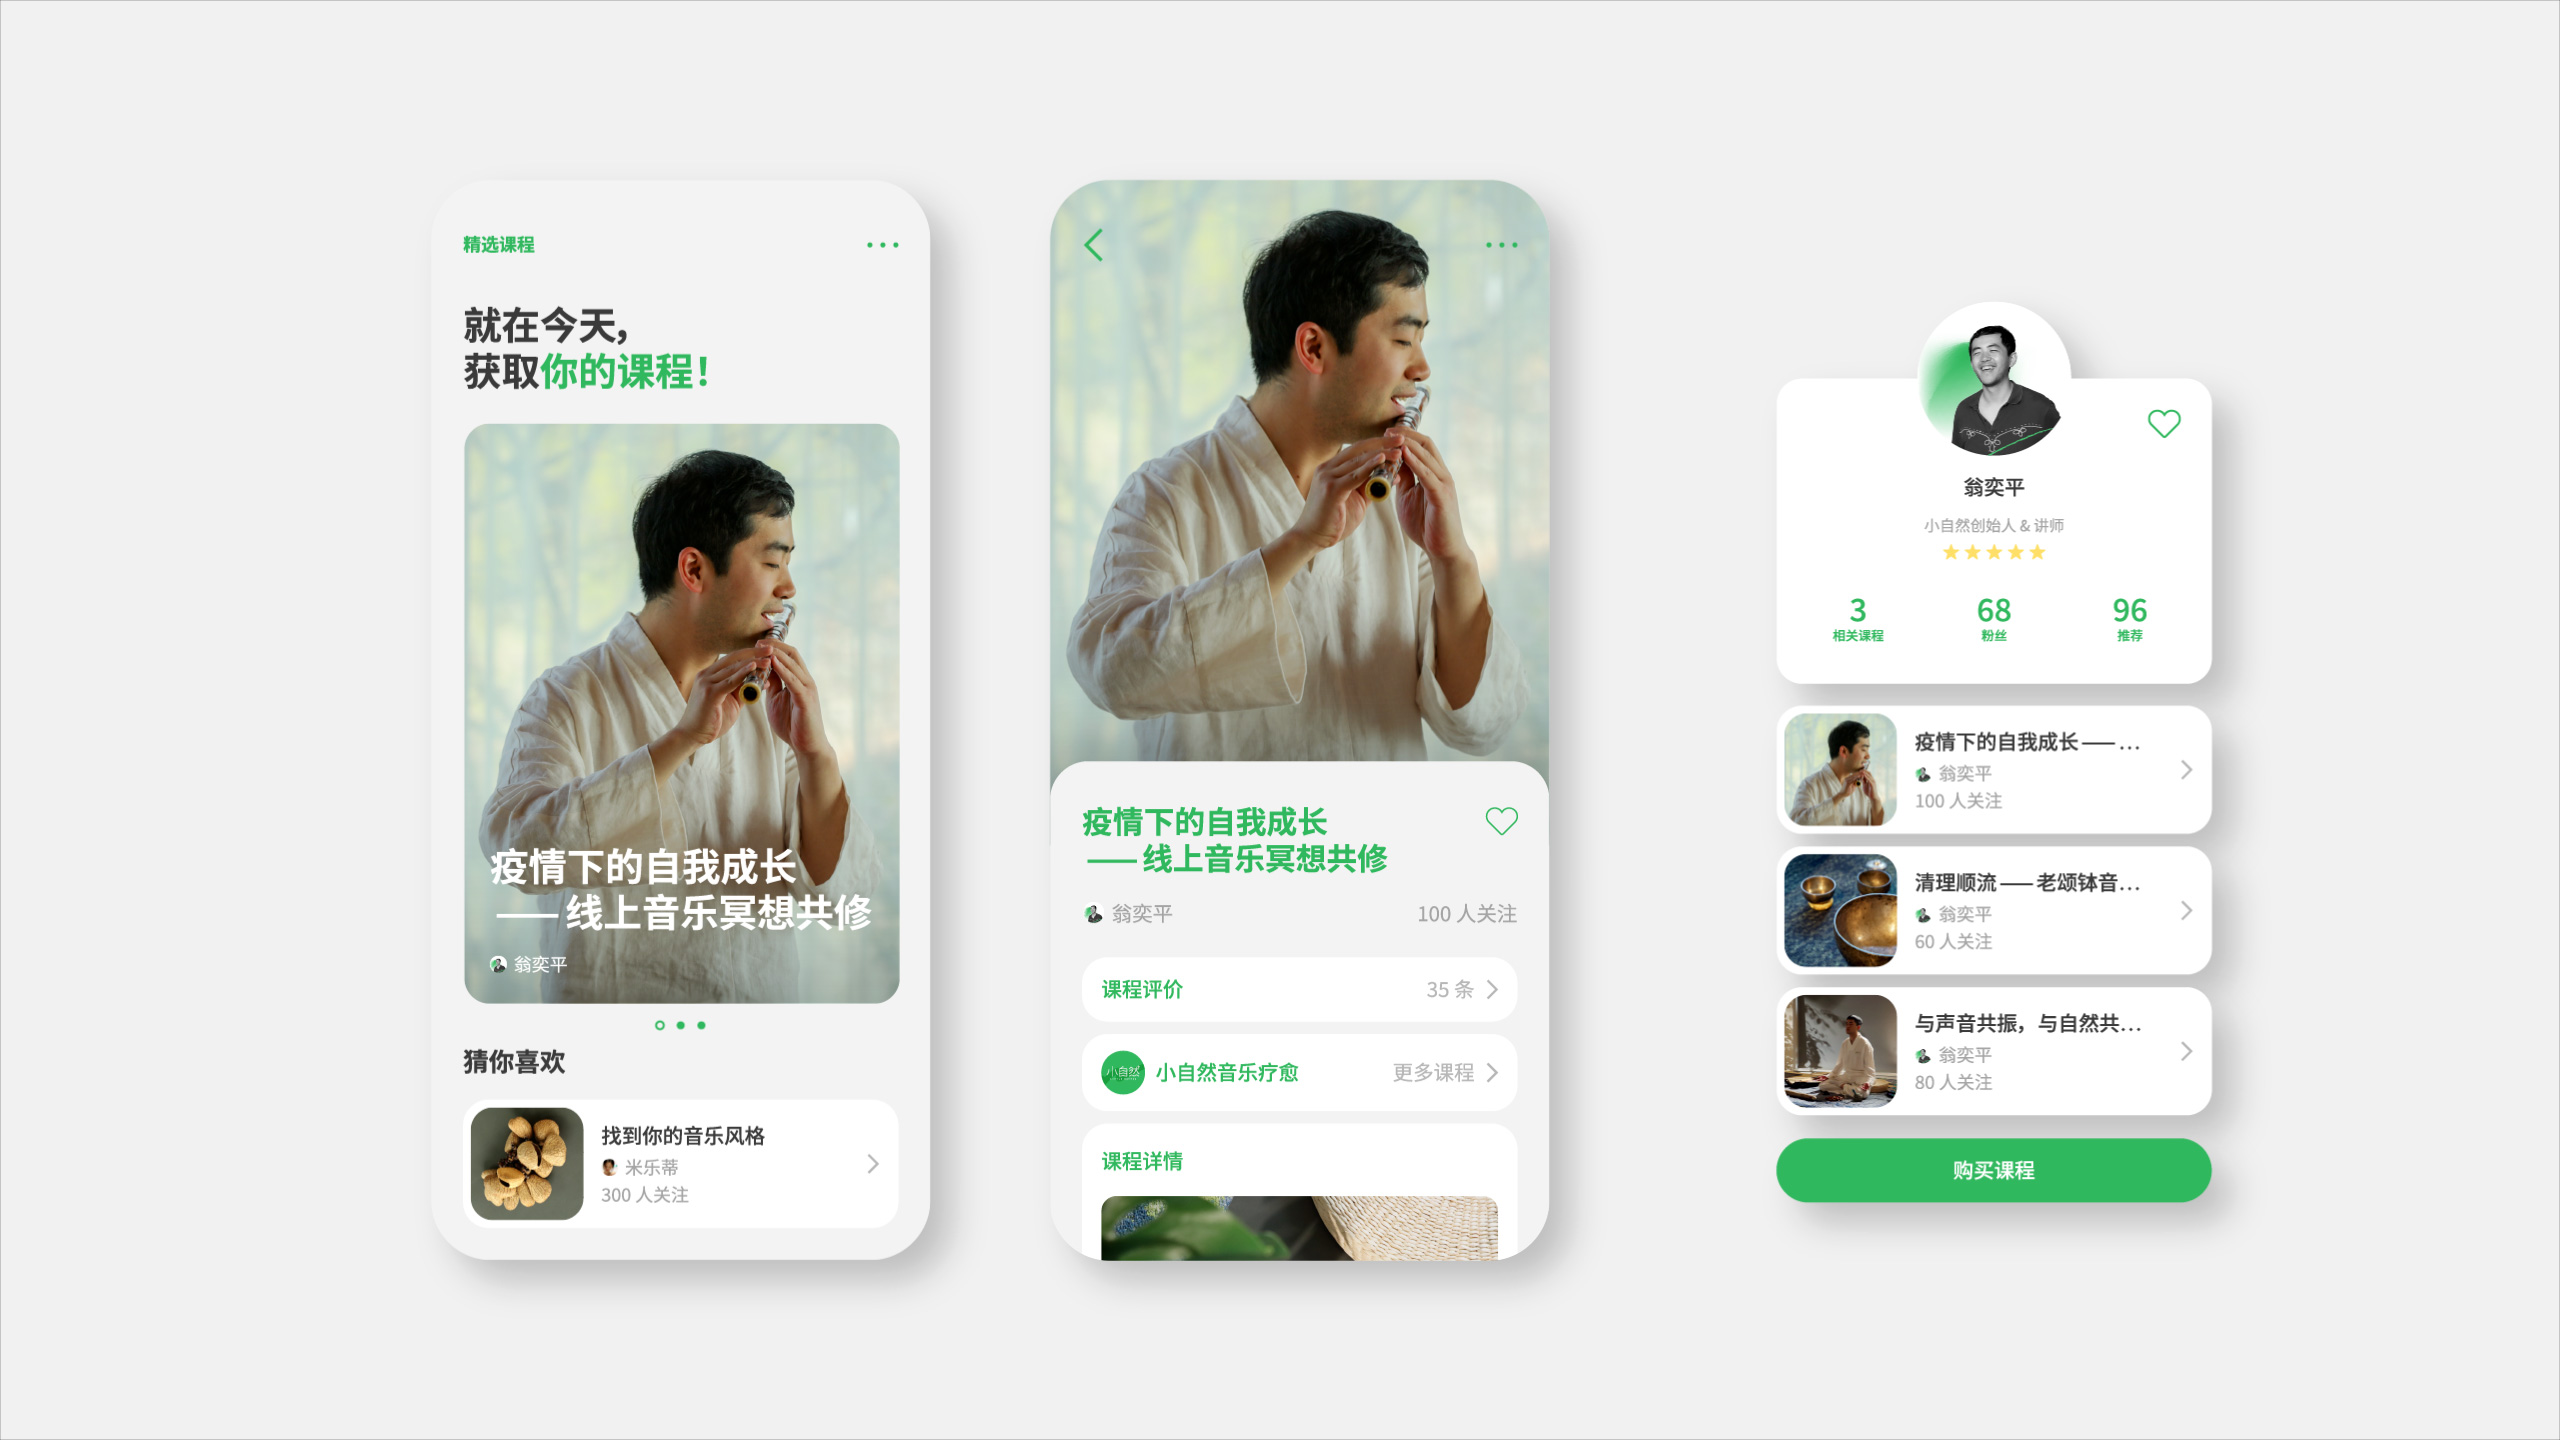 精选课程
就在今天，
获取你的课程！
疫情下的自我成长
——线上音乐冥想共修
翁奕平
猜你喜欢
找到你的音乐风格
米乐蒂
300 人关注
疫情下的自我成长
——线上音乐冥想共修
翁奕平
100 人关注
课程评价
35 条
小自然
小自然音乐疗愈
更多课程
课程详情
翁奕平
小自然创始人 & 讲师
3
相关课程
68
粉丝
96
推荐
疫情下的自我成长——…
翁奕平
100 人关注
清理顺流——老颂钵音…
翁奕平
60 人关注
与声音共振，与自然共…
翁奕平
80 人关注
购买课程